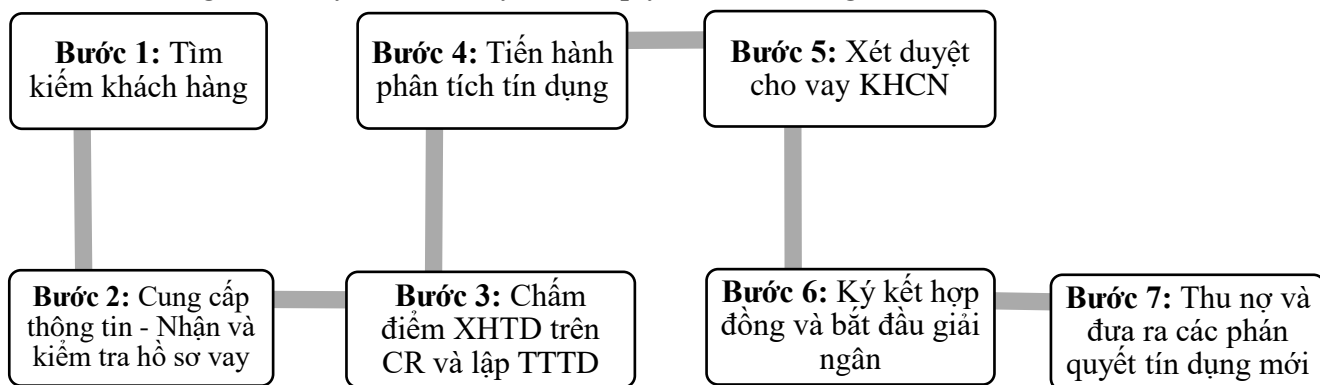 Bước 1: Tìm
kiếm khách hàng
Bước 2: Cung cấp
thông tin - Nhận và
kiểm tra hồ sơ vay
Bước 3: Chấm
điểm XHTD trên
CR và lập TTTD
Bước 4: Tiến hành
phân tích tín dụng
Bước 5: Xét duyệt
cho vay KHCN
Bước 6: Ký kết hợp
đồng và bắt đầu giải
ngân
Bước 7: Thu nợ và
đưa ra các phán
quyết tín dụng mới